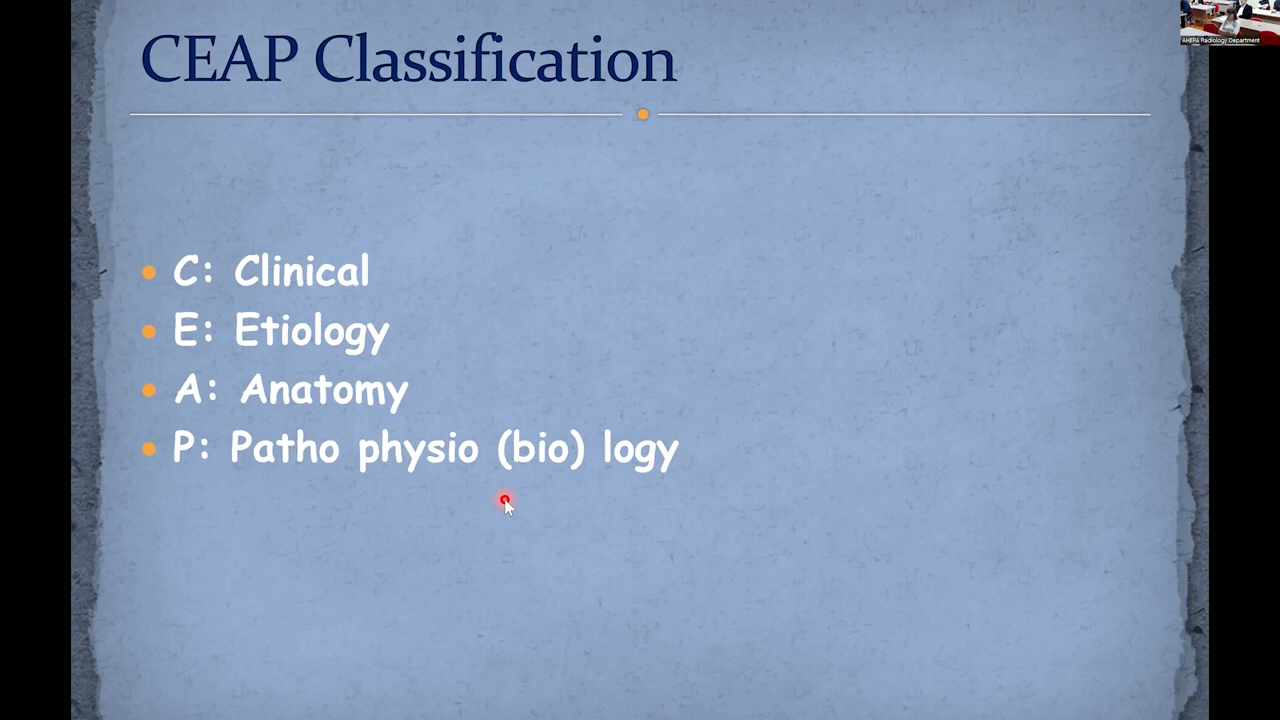 CEAP Classification
AHEPA Radiology Department
C: Clinical
E: Etiology
A: Anatomy
P: Patho physio (bio) logy